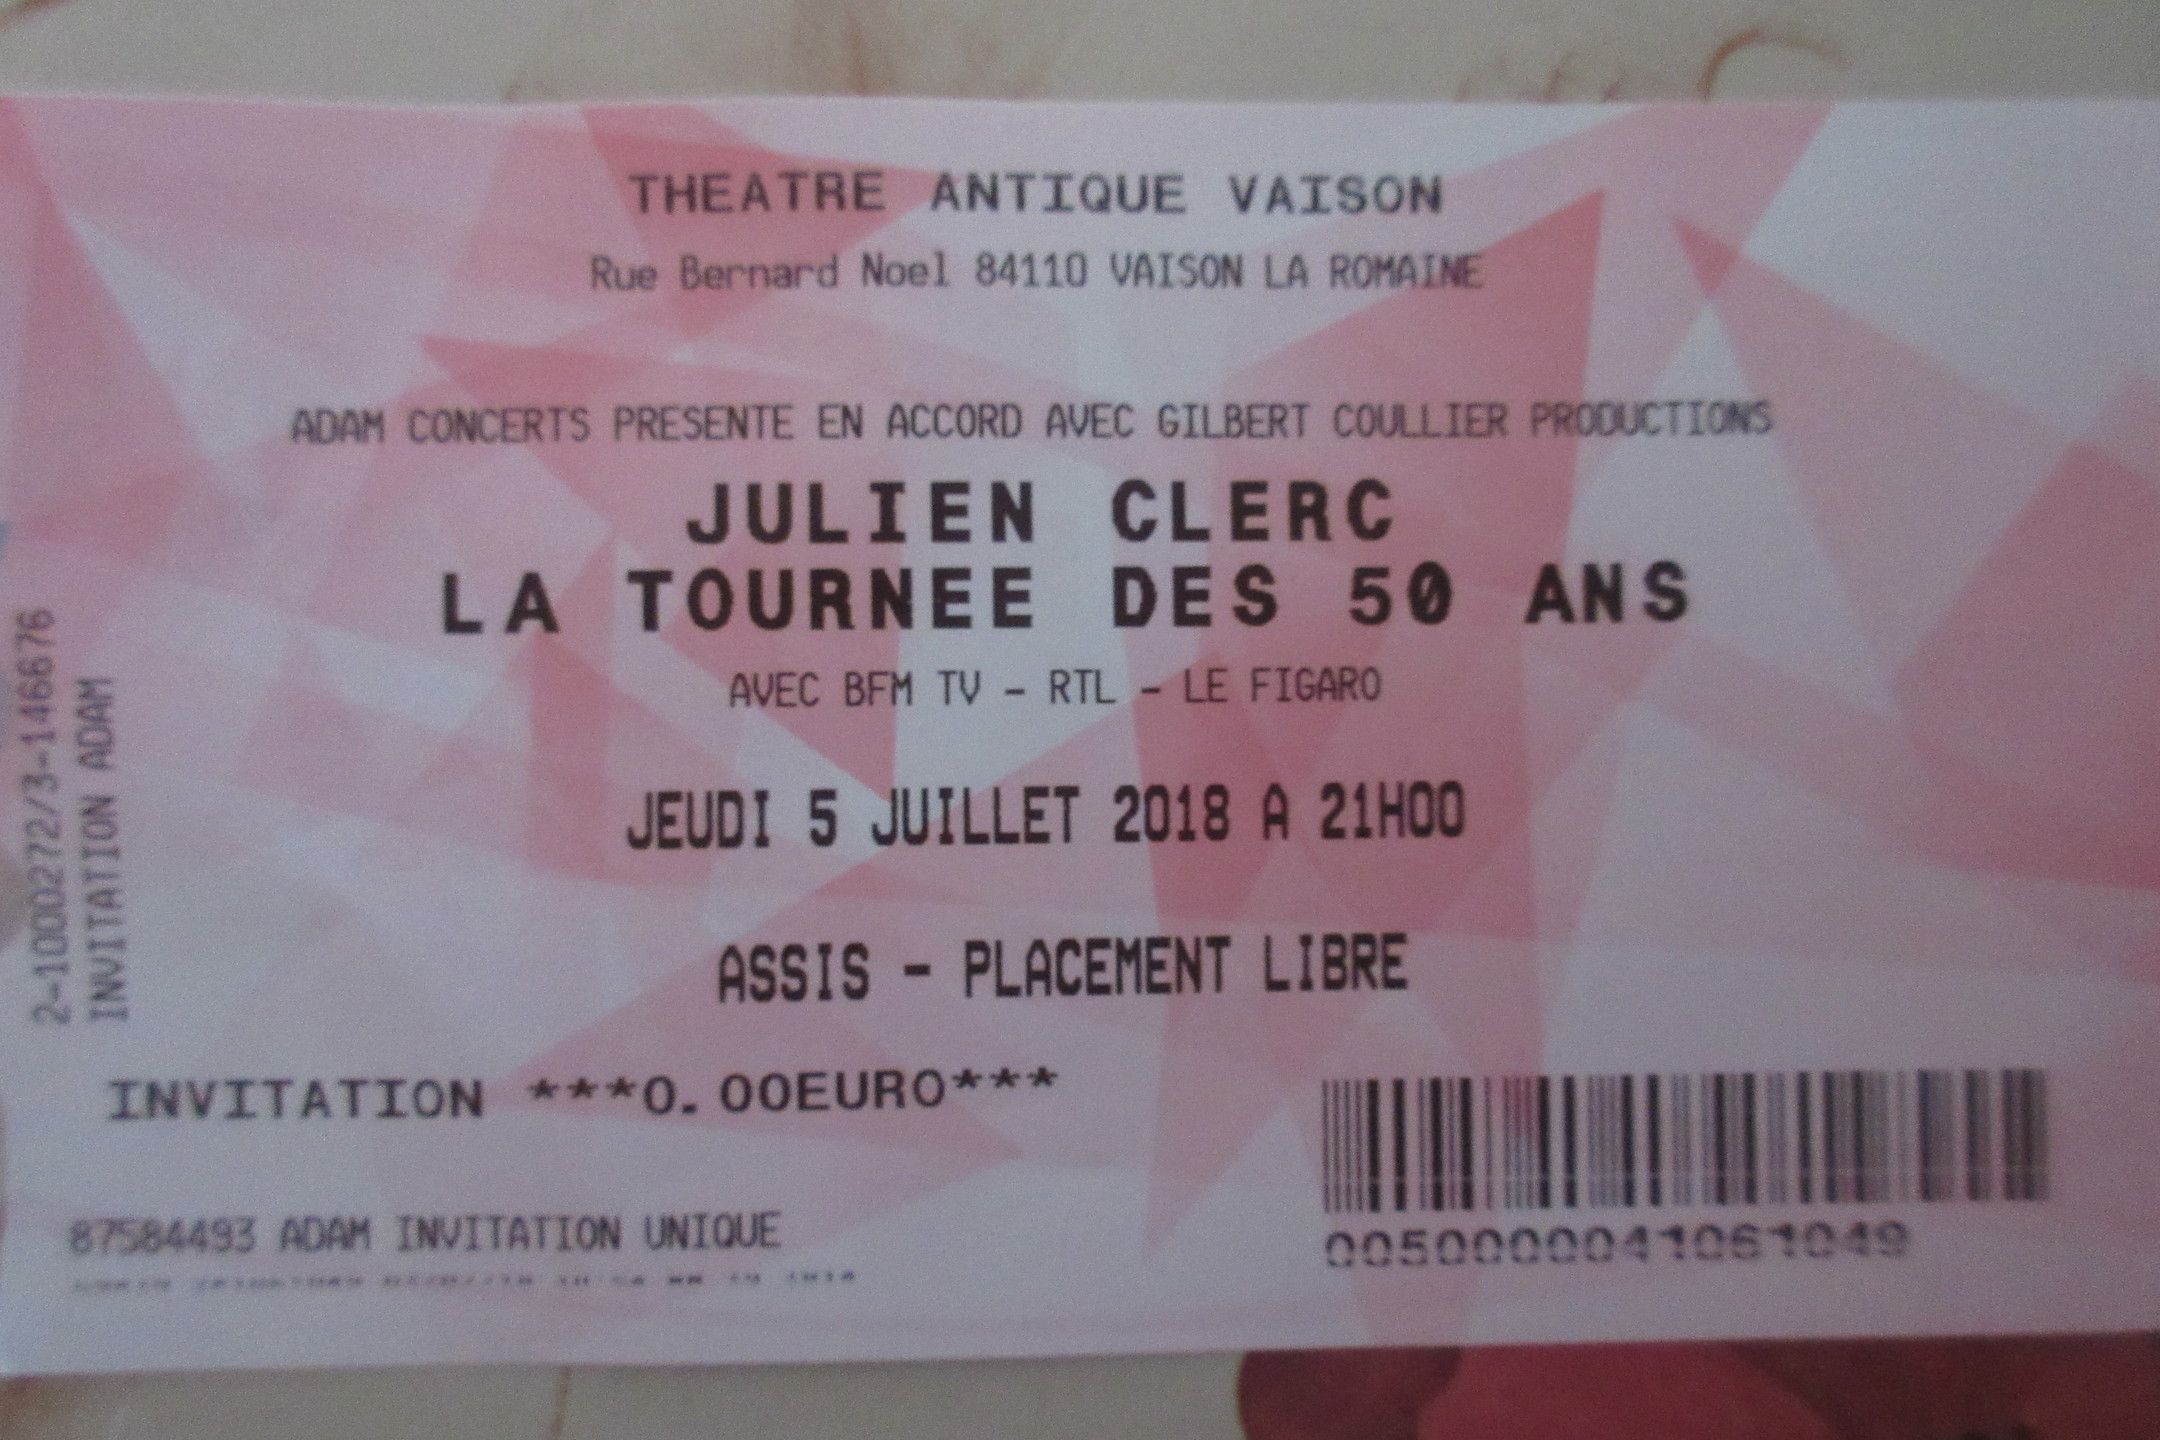 THEATRE ANTIQUE VAISON
Rue Bernard Noel 84110 VAISON LA ROMAINE
ADAM CONCERTS PRESENTE EN ACCORD AVEC GILBERT COULLIER PRODUCTIONS
JULIEN CLERC
LA TOURNEE DES 50 ANS
AVEC BFM TV - RTL - LE FIGARO
JEUDI 5 JUILLET 2018 A 21H00
ASSIS - PLACEMENT LIBRE
INVITATION ***0.00EURO***
87584493 ADAM INVITATION UNIQUE
0050000041061049
2-1000272/3-146676
INVITATION ADAM